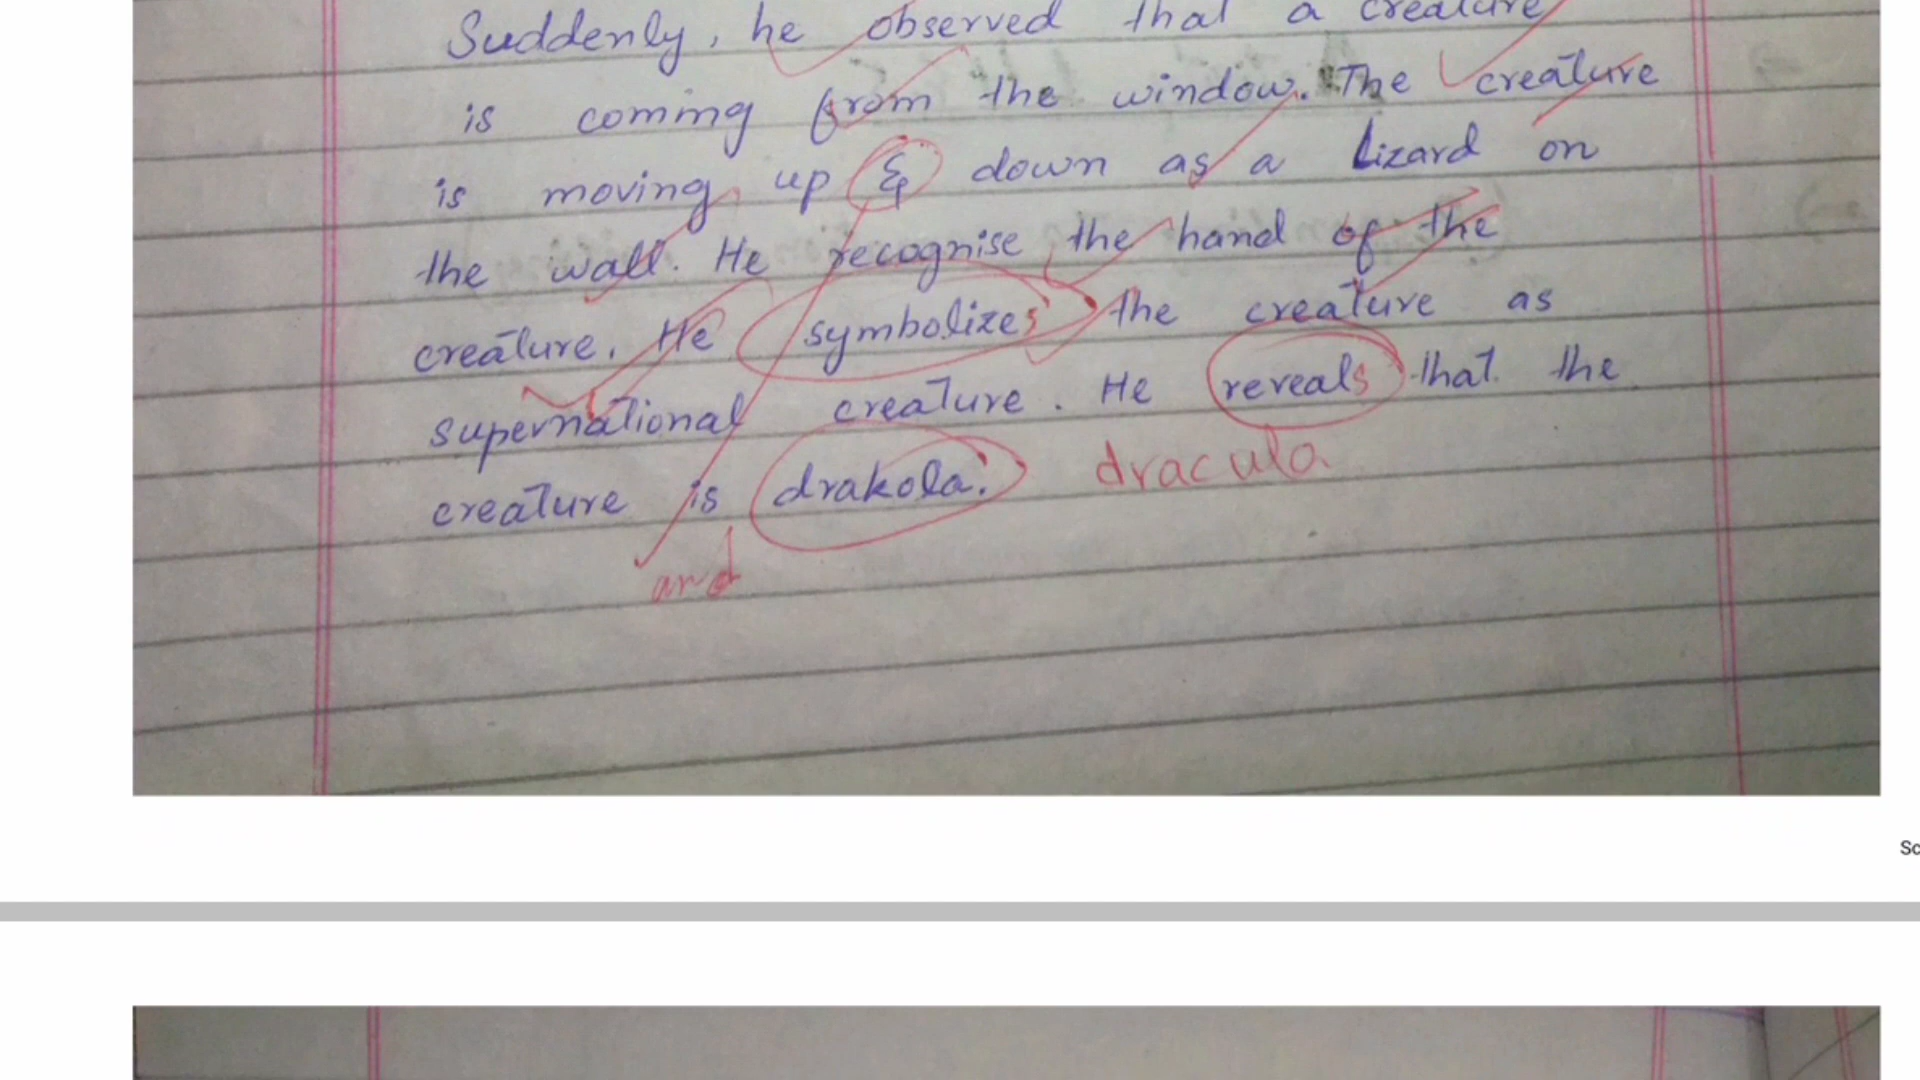 Suddenly, he observed that a creature
is coming from the window. The creature
is moving up & down as a Lizard on
the wall. He recognise the hand of the
creature. He symbolizes the creature as
supernational creature. He reveals that the
creature is drakola. dracula
and
Sc